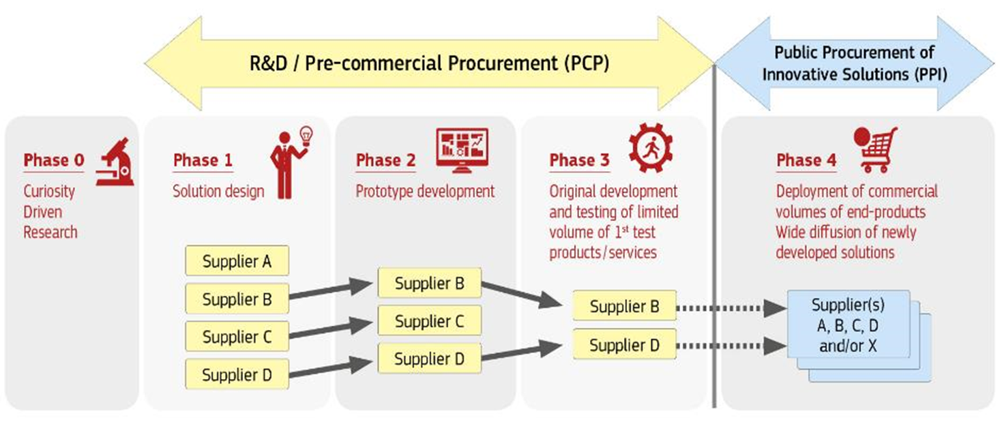 R&D / Pre-commercial Procurement (PCP)
Public Procurement of
Innovative Solutions (PPI)
Phase 0
Curiosity
Driven
Research
Phase 1
Solution design
Supplier A
Supplier B
Supplier C
Supplier D
Phase 2
Prototype development
Supplier B
Supplier C
Supplier D
Phase 3
Original development
and testing of limited
volume of 1st test
products/services
Supplier B
Supplier D
Phase 4
Deployment of commercial
volumes of end-products
Wide diffusion of newly
developed solutions
Supplier(s)
A, B, C, D
and/or X